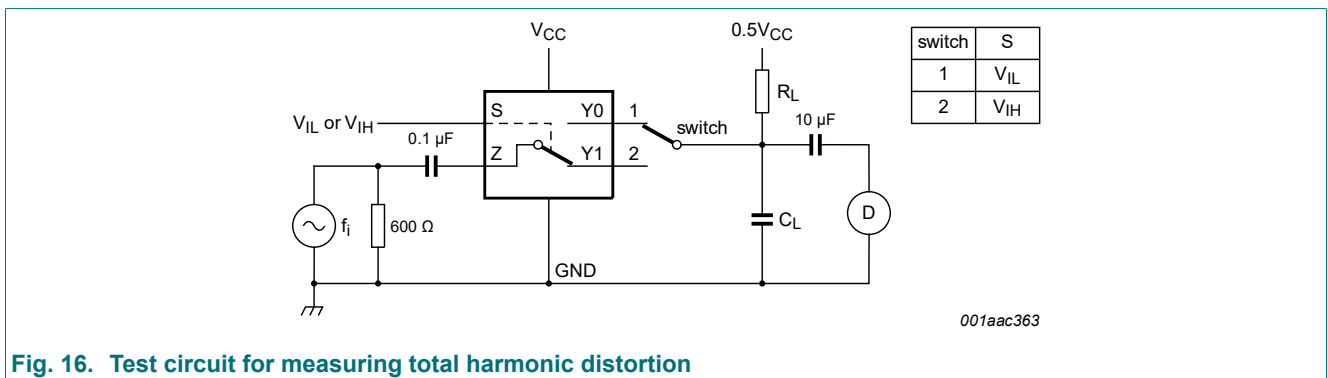 VCC
0.5VCC
switch S
1 VIL
2 VIH
RL
S Y0 1
VIL or VIH
switch
10 µF
0.1 µF
Z Y1 2
fi
600 Ω
CL
D
GND
001aac363
Fig. 16. Test circuit for measuring total harmonic distortion